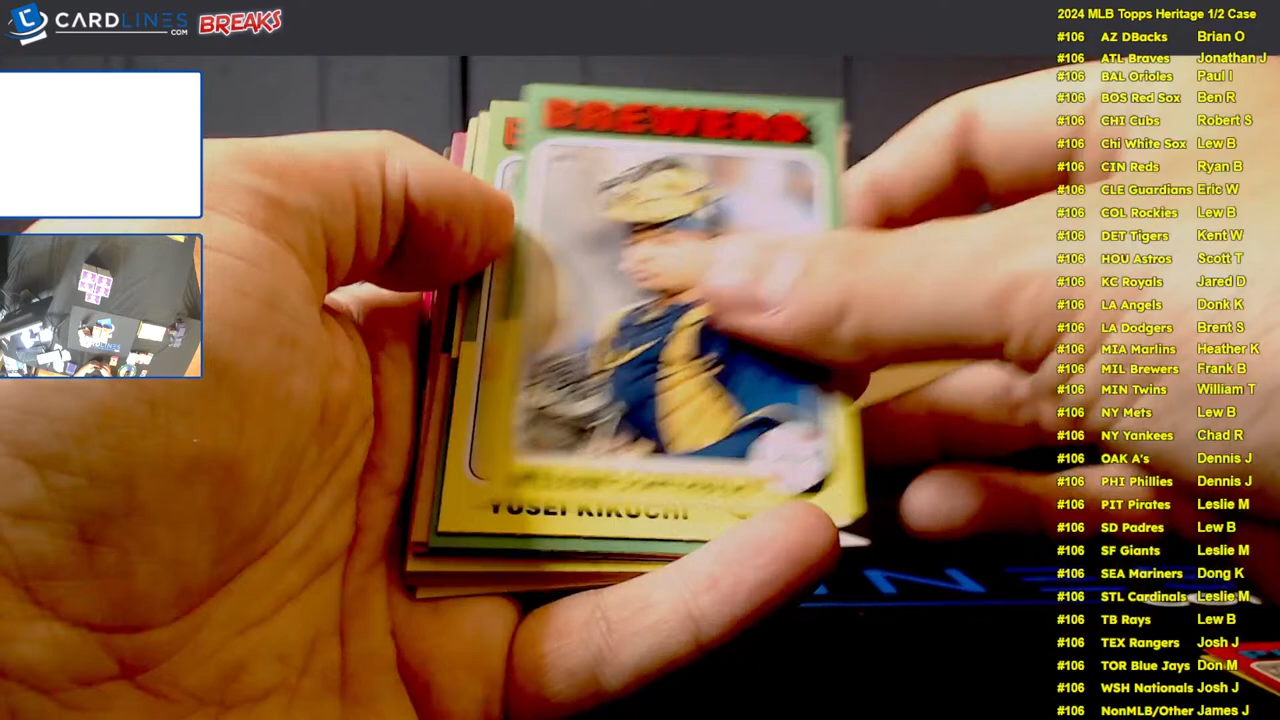 CARDLINES
.COM
BREAKS
BREWERS
YUSEI KIKUCHI
2024 MLB Topps Heritage 1/2 Case
#106 AZ DBacks Brian O
#106 ATL Braves Jonathan J
#106 BAL Orioles Paul I
#106 BOS Red Sox Ben R
#106 CHI Cubs Robert S
#106 Chi White Sox Lew B
#106 CIN Reds Ryan B
#106 CLE Guardians Eric W
#106 COL Rockies Lew B
#106 DET Tigers Kent W
#106 HOU Astros Scott T
#106 KC Royals Jared D
#106 LA Angels Donk K
#106 LA Dodgers Brent S
#106 MIA Marlins Heather K
#106 MIL Brewers Frank B
#106 MIN Twins William T
#106 NY Mets Lew B
#106 NY Yankees Chad R
#106 OAK A's Dennis J
#106 PHI Phillies Dennis J
#106 PIT Pirates Leslie M
#106 SD Padres Lew B
#106 SF Giants Leslie M
#106 SEA Mariners Dong K
#106 STL Cardinals Leslie M
#106 TB Rays Lew B
#106 TEX Rangers Josh J
#106 TOR Blue Jays Don M
#106 WSH Nationals Josh J
#106 NonMLB/Other James J